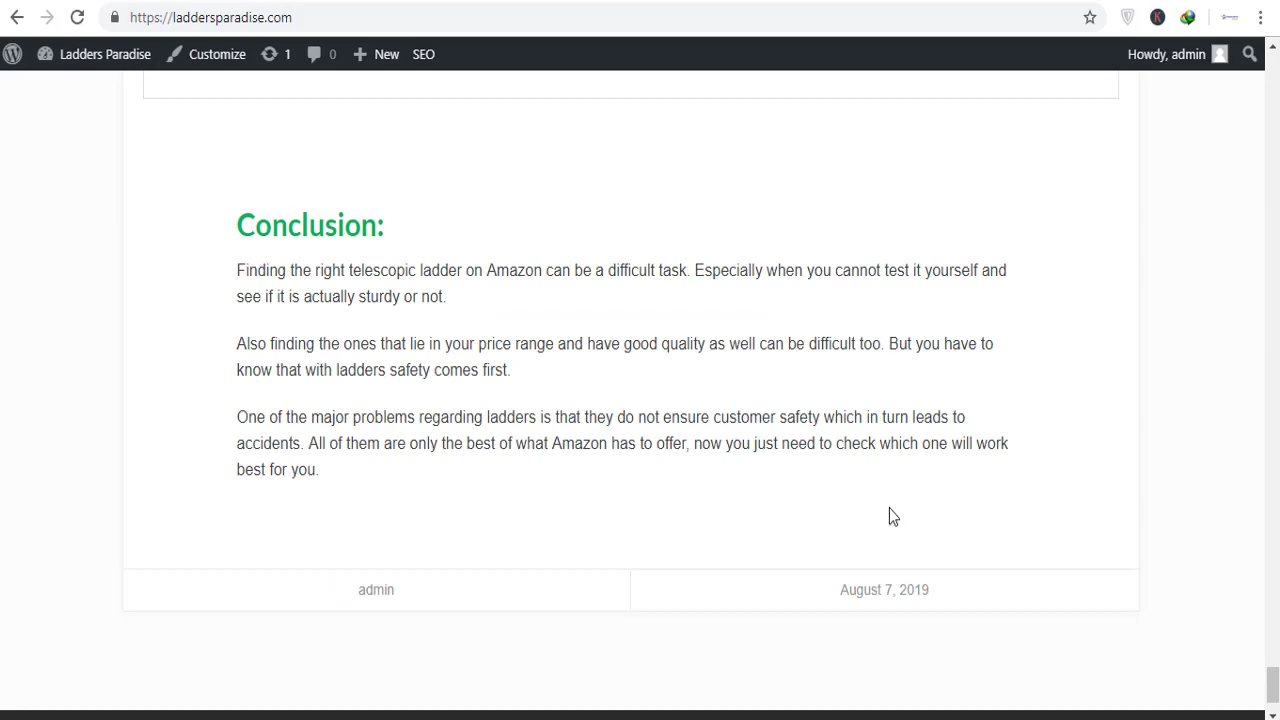 https://laddersparadise.com
Ladders Paradise Customize 1 0 New SEO Howdy, admin
Conclusion:
Finding the right telescopic ladder on Amazon can be a difficult task. Especially when you cannot test it yourself and
see if it is actually sturdy or not.
Also finding the ones that lie in your price range and have good quality as well can be difficult too. But you have to
know that with ladders safety comes first.
One of the major problems regarding ladders is that they do not ensure customer safety which in turn leads to
accidents. All of them are only the best of what Amazon has to offer, now you just need to check which one will work
best for you.
admin
August 7, 2019